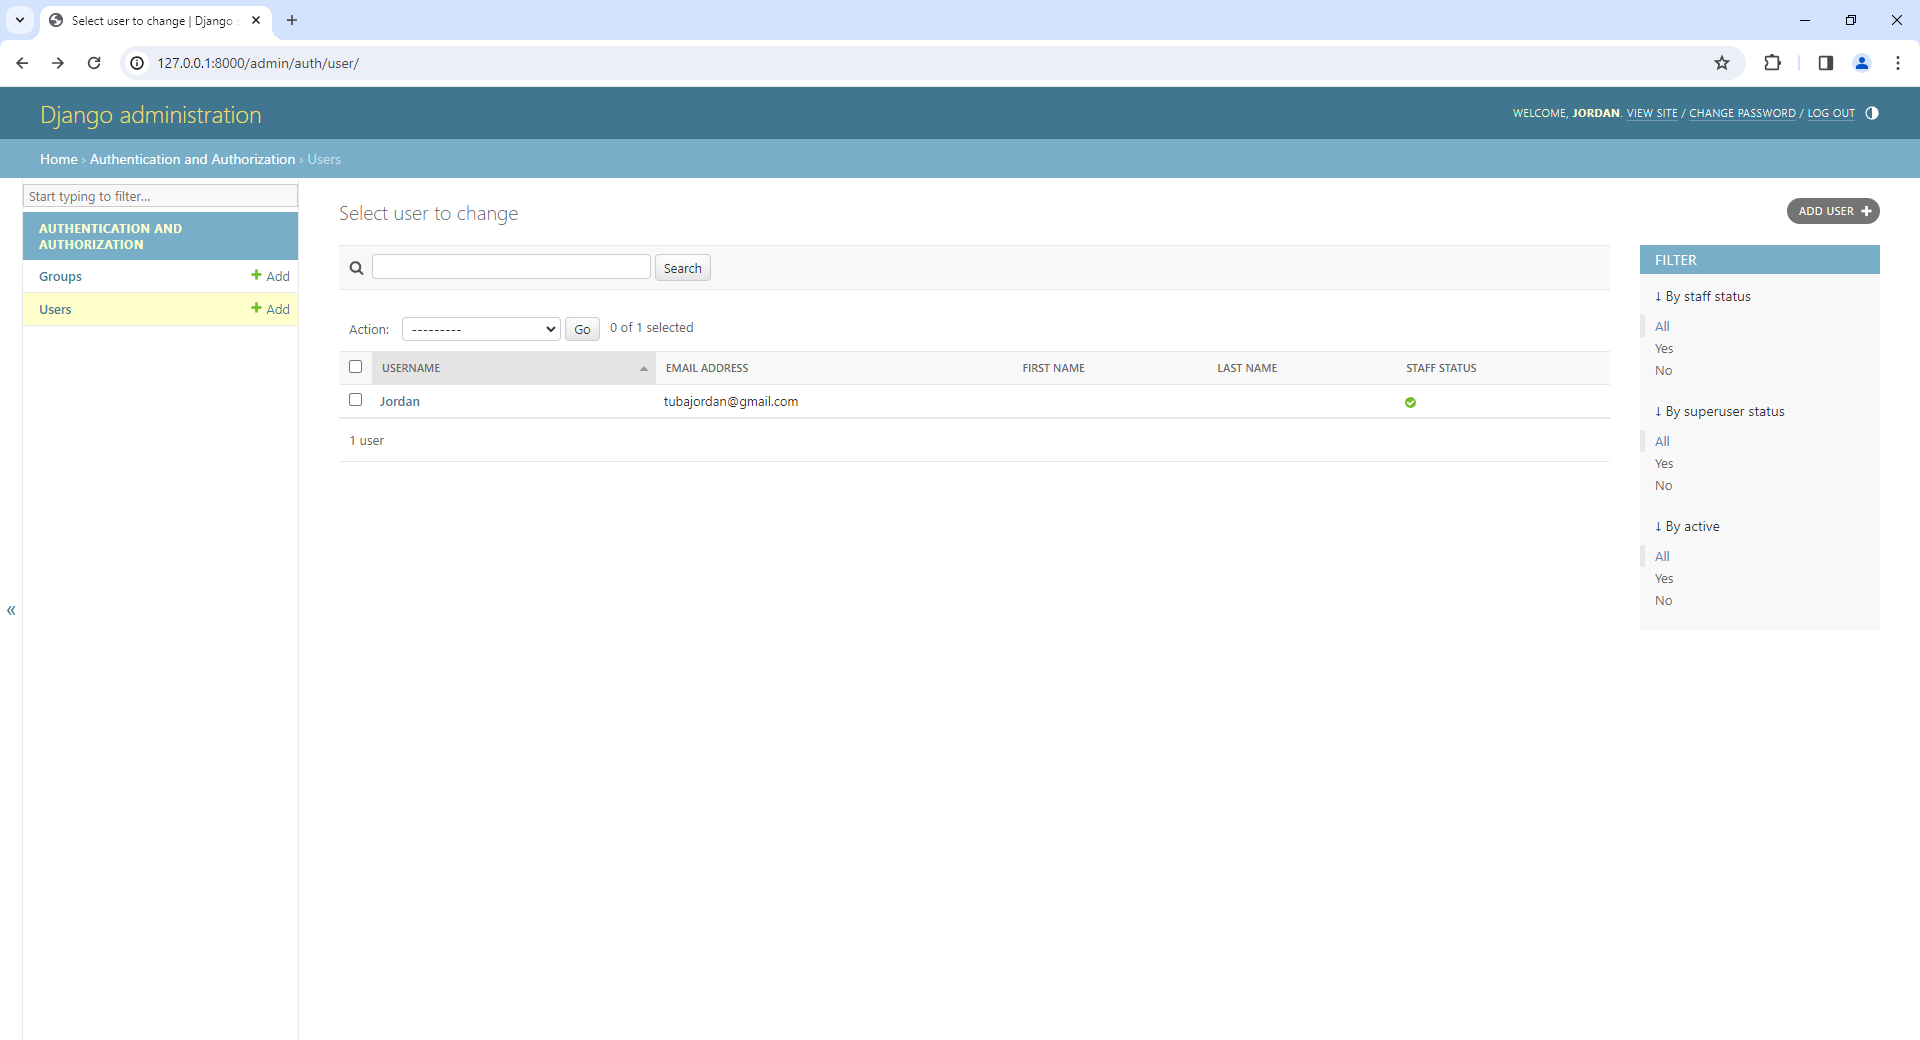 Select user to change | Django
127.0.0.1:8000/admin/auth/user/
Django administration
WELCOME, JORDAN. VIEW SITE / CHANGE PASSWORD / LOG OUT
Home › Authentication and Authorization › Users
Start typing to filter...
AUTHENTICATION AND
AUTHORIZATION
Groups
Add
Users
Add
Select user to change
ADD USER
Search
Action:
---------
Go
0 of 1 selected
USERNAME EMAIL ADDRESS FIRST NAME LAST NAME STAFF STATUS
Jordan tubajordan@gmail.com
1 user
FILTER
↓ By staff status
All
Yes
No
↓ By superuser status
All
Yes
No
↓ By active
All
Yes
No
«